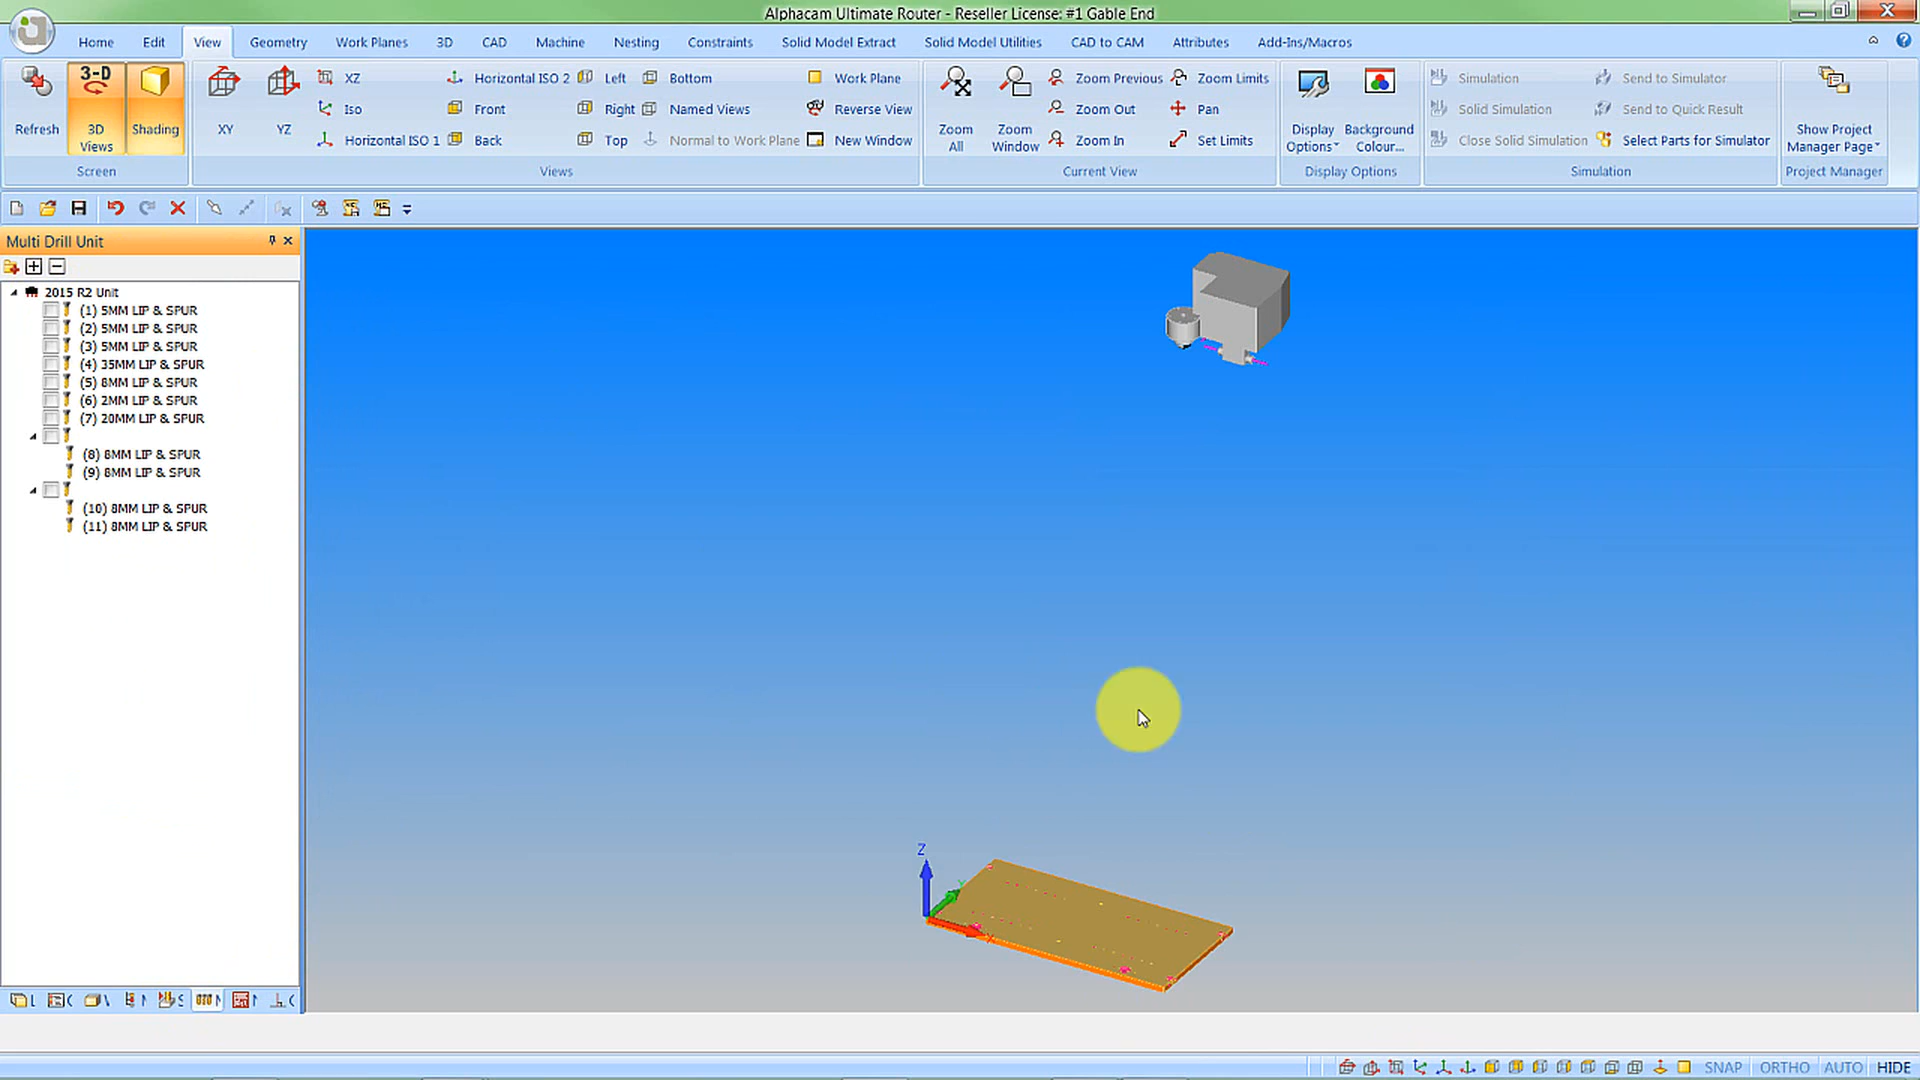 Alphacam Ultimate Router - Reseller License: #1 Gable End
Home Edit View Geometry Work Planes 3D CAD Machine Nesting Constraints Solid Model Extract Solid Model Utilities CAD to CAM Attributes Add-Ins/Macros
Refresh
3-D
3D Views
Shading
Screen
XY
YZ
XZ
Iso
Horizontal ISO 1
Horizontal ISO 2
Front
Back
Left
Right
Top
Bottom
Named Views
Normal to Work Plane
Work Plane
Reverse View
New Window
Views
Zoom All
Zoom Window
Zoom Previous
Zoom Out
Zoom In
Zoom Limits
Pan
Set Limits
Current View
Display Options
Background Colour...
Display Options
Simulation
Solid Simulation
Close Solid Simulation
Send to Simulator
Send to Quick Result
Select Parts for Simulator
Simulation
Show Project Manager Page
Project Manager
Multi Drill Unit
2015 R2 Unit
(1) 5MM LIP & SPUR
(2) 5MM LIP & SPUR
(3) 5MM LIP & SPUR
(4) 35MM LIP & SPUR
(5) 8MM LIP & SPUR
(6) 2MM LIP & SPUR
(7) 20MM LIP & SPUR
(8) 8MM LIP & SPUR
(9) 8MM LIP & SPUR
(10) 8MM LIP & SPUR
(11) 8MM LIP & SPUR
Z
SNAP ORTHO AUTO HIDE